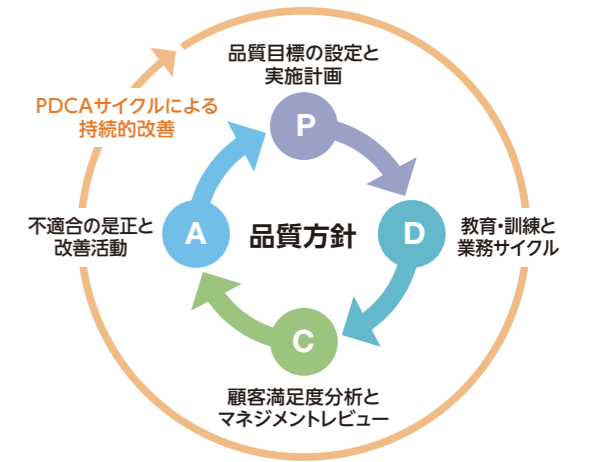 品質目標の設定と
実施計画
PDCAサイクルによる
持続的改善
P
不適合の是正と
改善活動
A
品質方針
D
教育・訓練と
業務サイクル
C
顧客満足度分析と
マネジメントレビュー